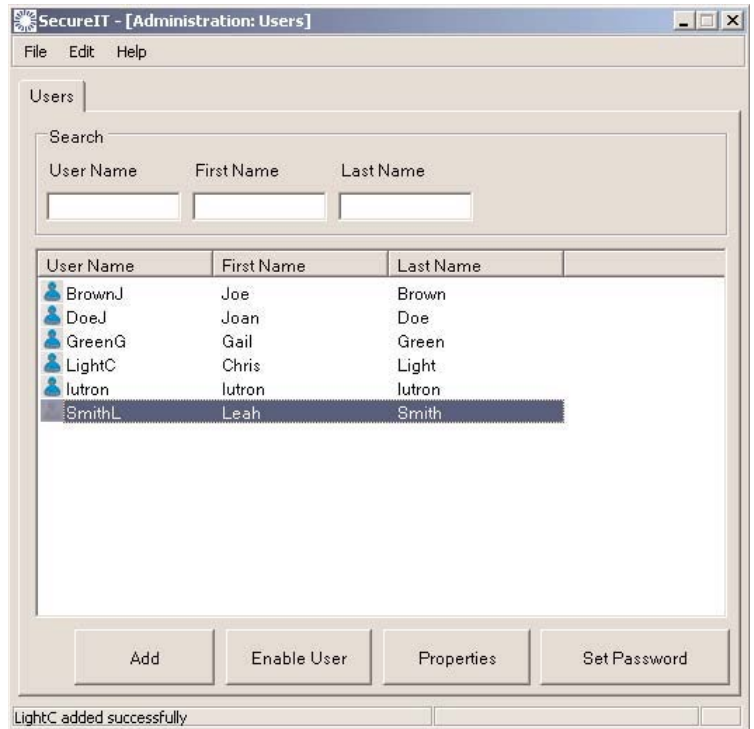 SecureIT - [Administration: Users]
File Edit Help
Users
Search
User Name First Name Last Name
User Name First Name Last Name
BrownJ Joe Brown
DoeJ Joan Doe
GreenG Gail Green
LightC Chris Light
lutron lutron lutron
SmithL Leah Smith
Add Enable User Properties Set Password
LightC added successfully